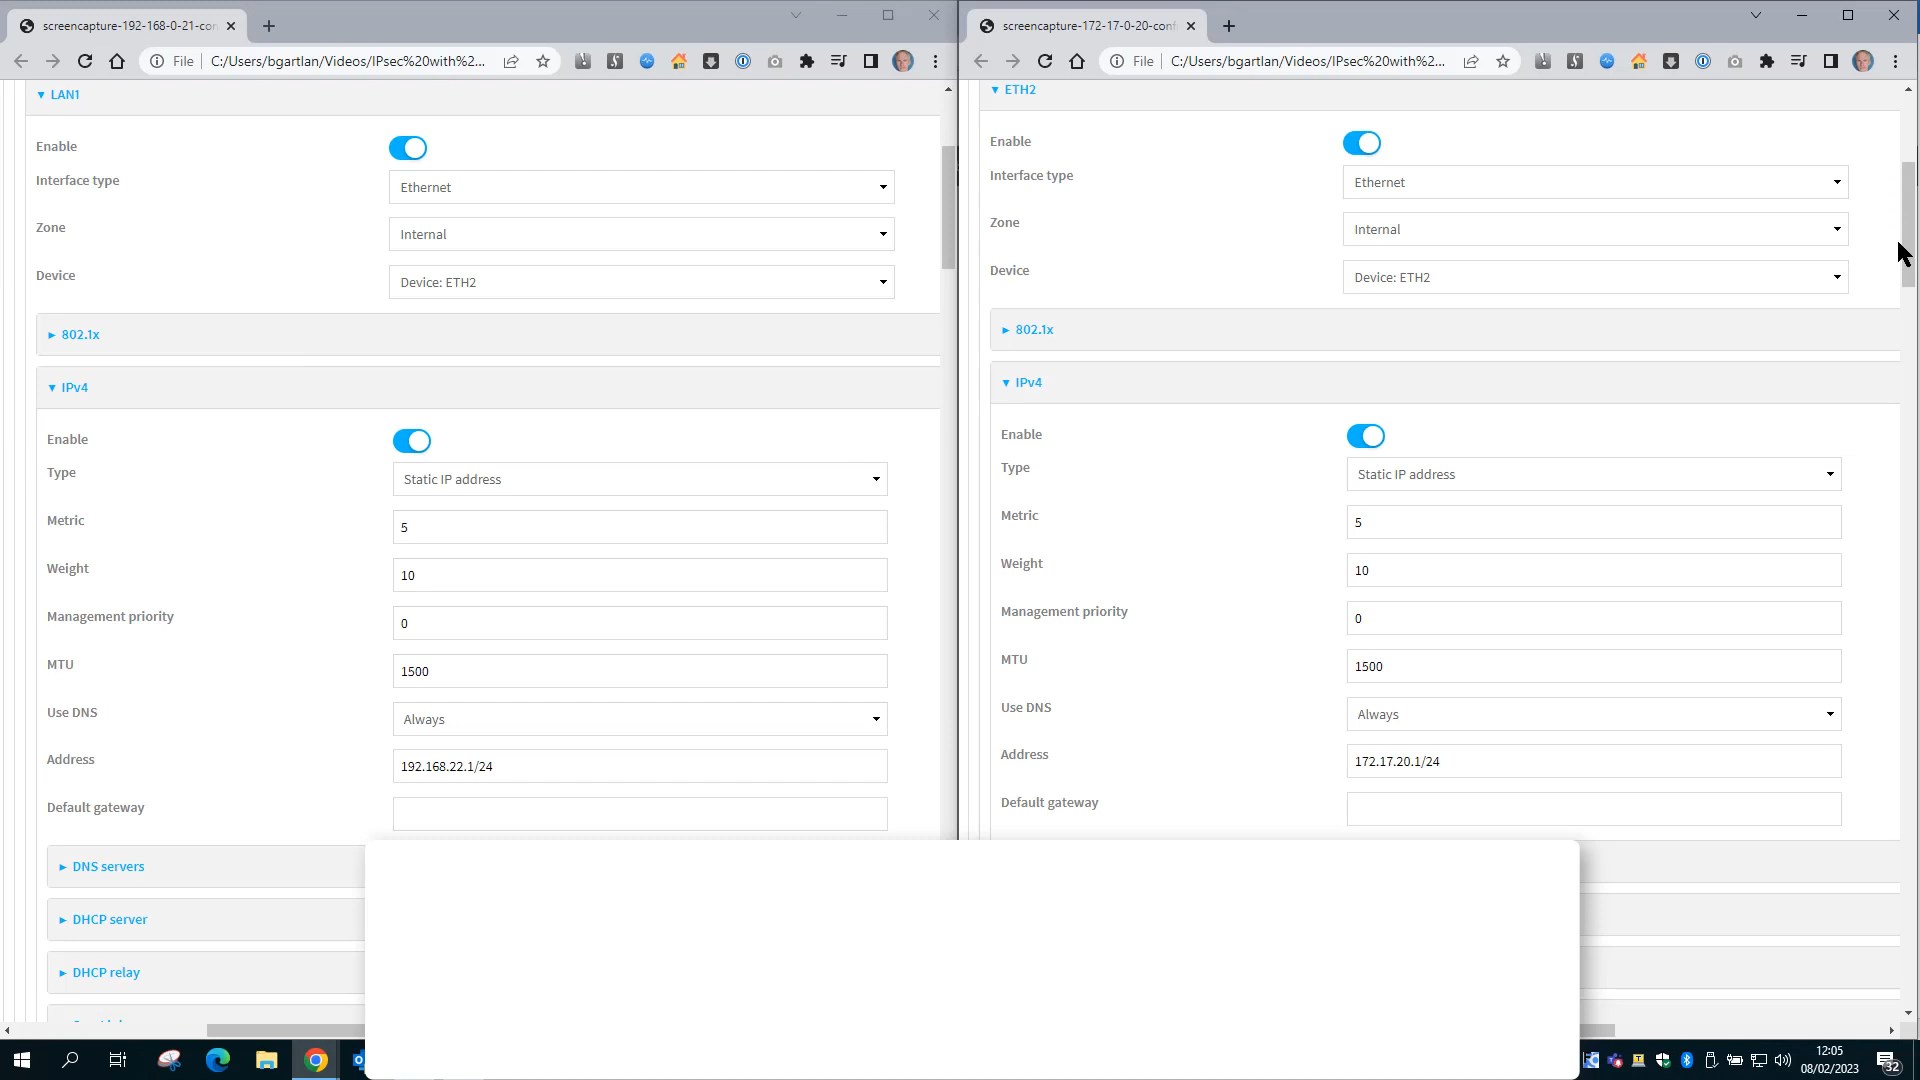 screencapture-192-168-0-21-con
File
C:/Users/bgartlan/Videos/IPsec%20with%2...
▼ LAN1
Enable
Interface type
Ethernet
Zone
Internal
Device
Device: ETH2
► 802.1x
▼ IPv4
Enable
Type
Static IP address
Metric
5
Weight
10
Management priority
0
MTU
1500
Use DNS
Always
Address
192.168.22.1/24
Default gateway
► DNS servers
► DHCP server
► DHCP relay
screencapture-172-17-0-20-conf
File
C:/Users/bgartlan/Videos/IPsec%20with%2...
▼ ETH2
Enable
Interface type
Ethernet
Zone
Internal
Device
Device: ETH2
► 802.1x
▼ IPv4
Enable
Type
Static IP address
Metric
5
Weight
10
Management priority
0
MTU
1500
Use DNS
Always
Address
172.17.20.1/24
Default gateway
12:05
08/02/2023
32